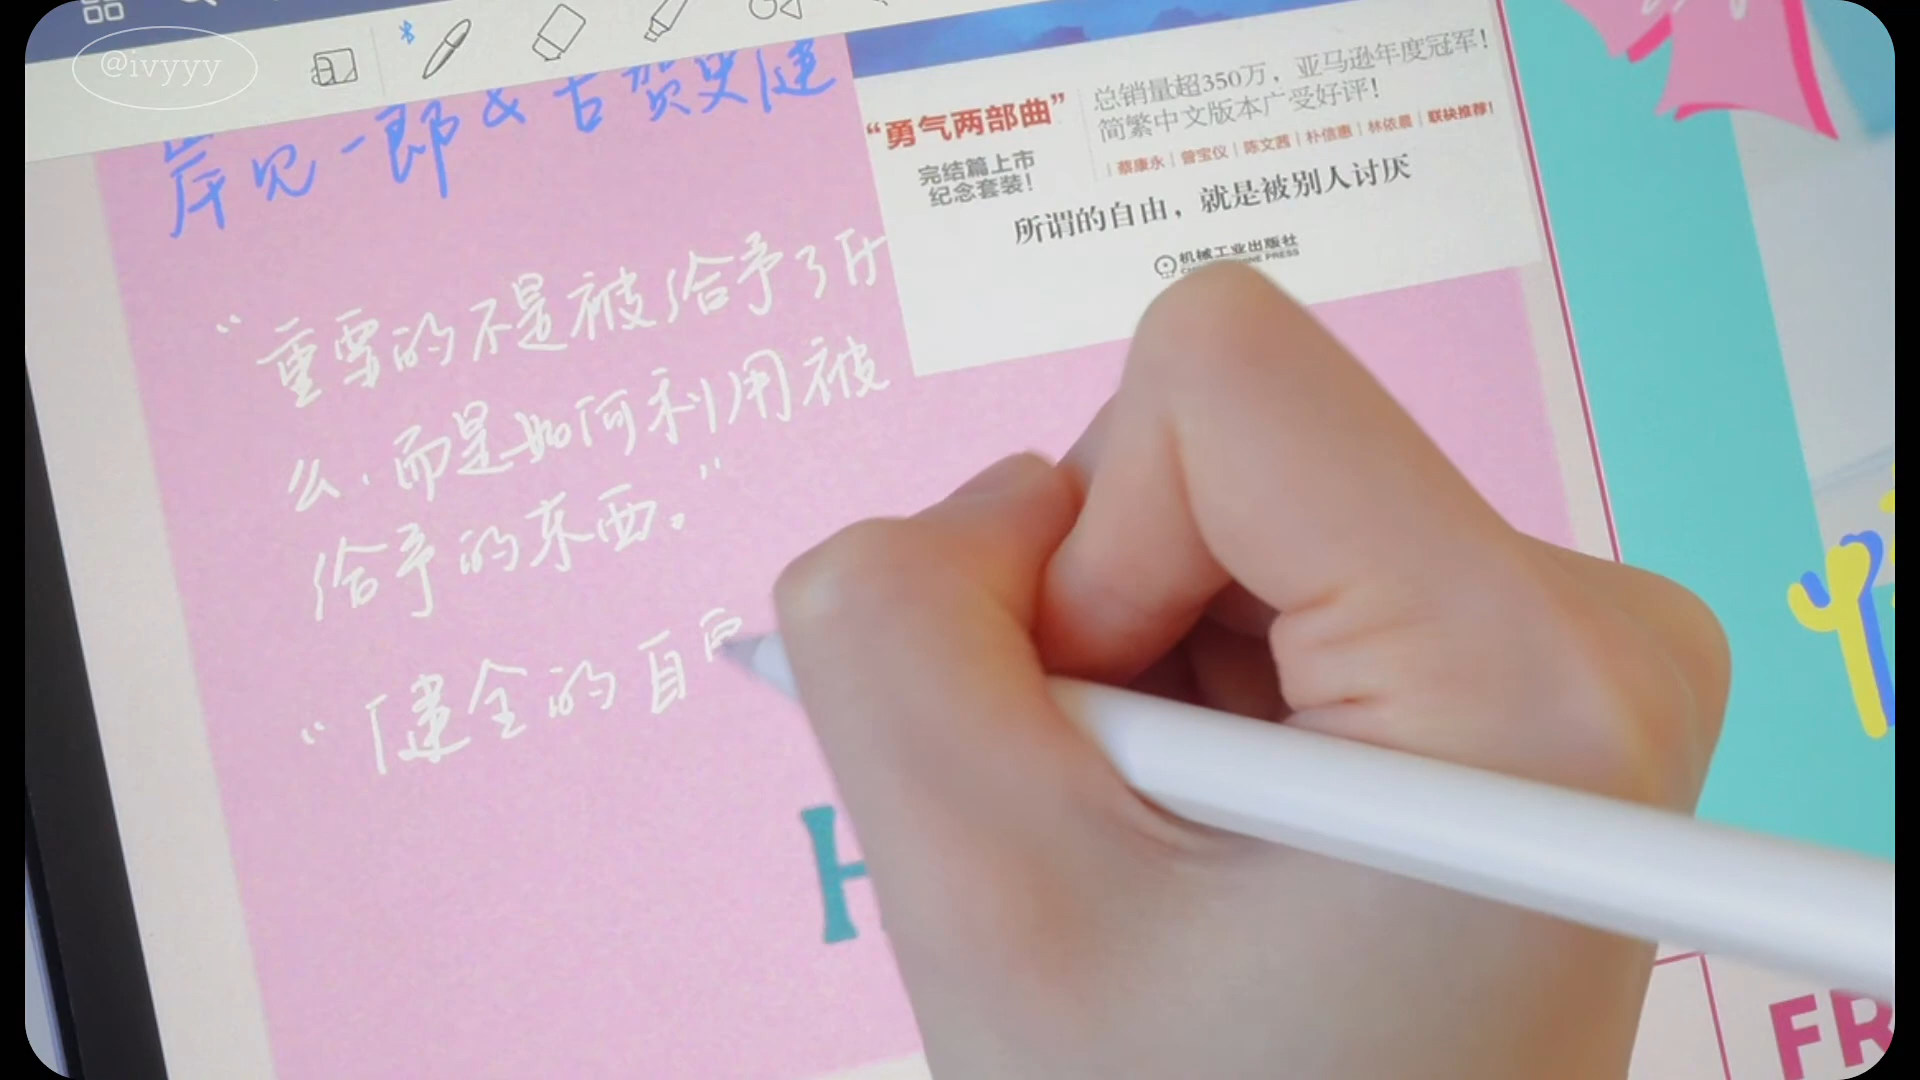 @ivyyy
岸见一郎 & 古贺史健
“重要的不是被给予了什
么,而是如何利用被
给予的东西。”
“健全的自
“勇气两部曲”
完结篇上市
纪念套装!
总销量超350万,亚马逊年度冠军!
简繁中文版本广受好评!
|蔡康永|曾宝仪|陈文茜|朴信惠|林依晨|联袂推荐!
所谓的自由,就是被别人讨厌
机械工业出版社
H
FR